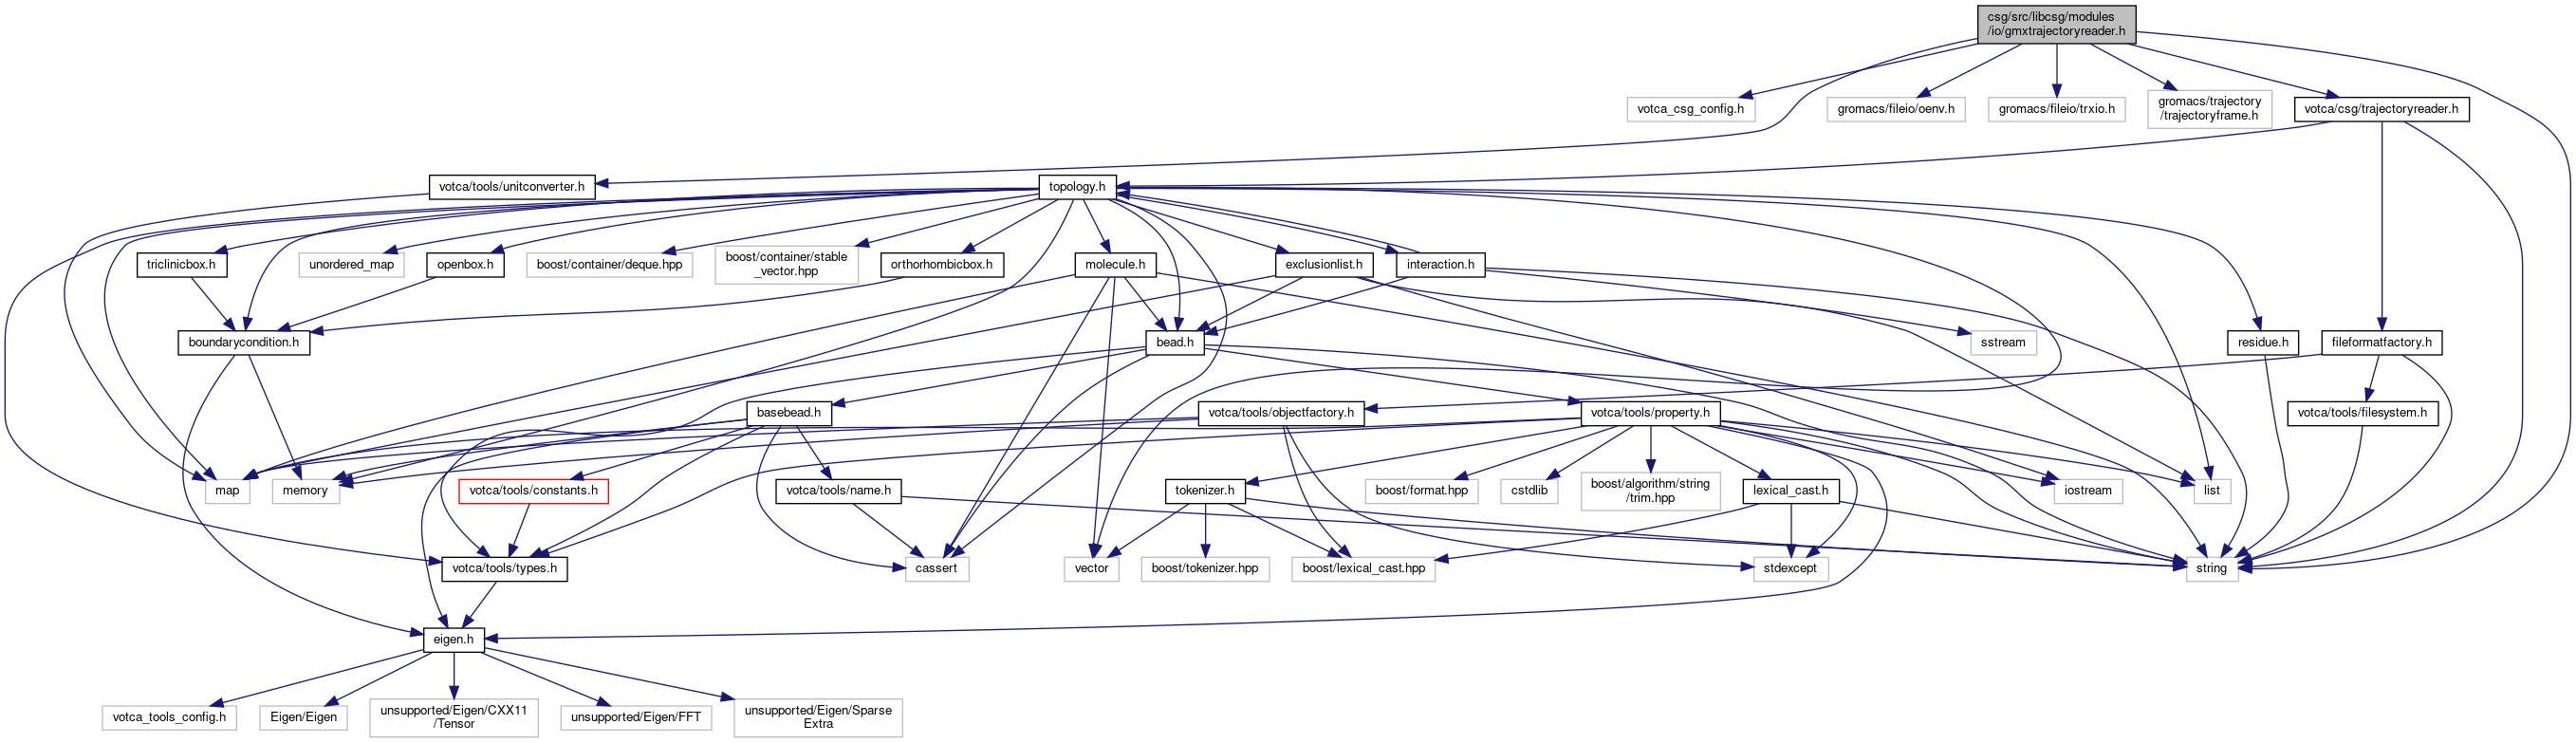 csg/src/libcsg/modules
/io/gmxtrajectoryreader.h
votca_csg_config.h
gromacs/fileio/oenv.h
gromacs/fileio/trxio.h
gromacs/trajectory
/trajectoryframe.h
votca/csg/trajectoryreader.h
votca/tools/unitconverter.h
topology.h
triclinicbox.h
unordered_map
openbox.h
boost/container/deque.hpp
boost/container/stable
_vector.hpp
orthorhombicbox.h
molecule.h
exclusionlist.h
interaction.h
boundarycondition.h
bead.h
sstream
residue.h
fileformatfactory.h
basebead.h
votca/tools/objectfactory.h
votca/tools/property.h
votca/tools/filesystem.h
map
memory
votca/tools/constants.h
votca/tools/name.h
tokenizer.h
boost/format.hpp
cstdlib
boost/algorithm/string
/trim.hpp
lexical_cast.h
iostream
list
votca/tools/types.h
cassert
vector
boost/tokenizer.hpp
boost/lexical_cast.hpp
stdexcept
string
eigen.h
votca_tools_config.h
Eigen/Eigen
unsupported/Eigen/CXX11
/Tensor
unsupported/Eigen/FFT
unsupported/Eigen/Sparse
Extra